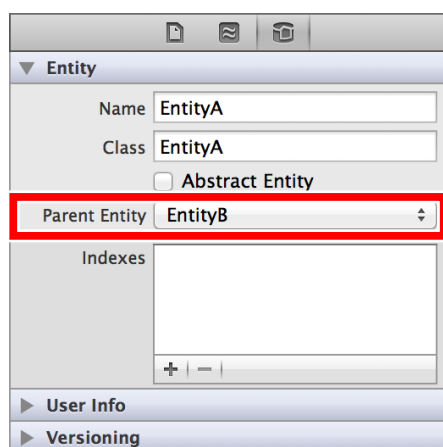 Entity
Name EntityA
Class EntityA
Abstract Entity
Parent Entity EntityB
Indexes
+ −
User Info
Versioning